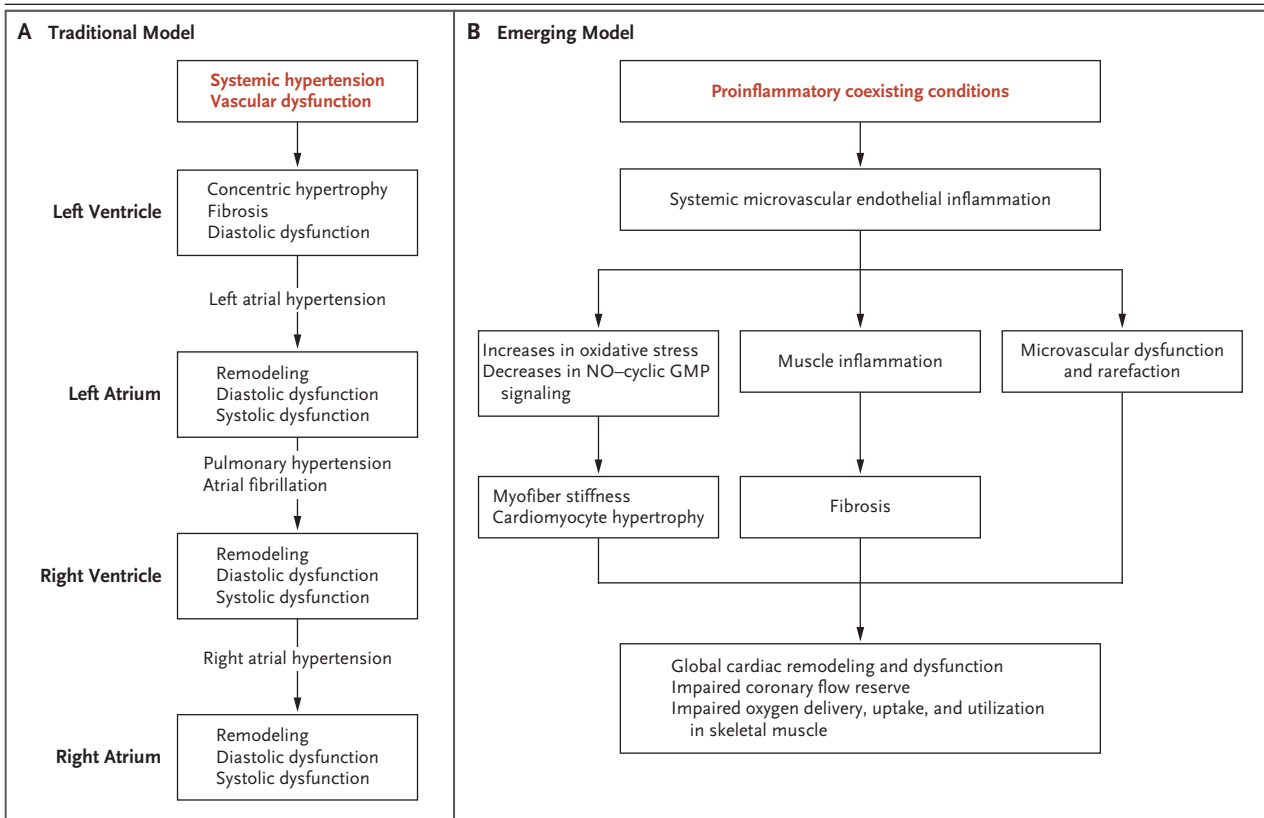 A Traditional Model
Systemic hypertension
Vascular dysfunction
Left Ventricle
Concentric hypertrophy
Fibrosis
Diastolic dysfunction
Left atrial hypertension
Left Atrium
Remodeling
Diastolic dysfunction
Systolic dysfunction
Pulmonary hypertension
Atrial fibrillation
Right Ventricle
Remodeling
Diastolic dysfunction
Systolic dysfunction
Right atrial hypertension
Right Atrium
Remodeling
Diastolic dysfunction
Systolic dysfunction
B Emerging Model
Proinflammatory coexisting conditions
Systemic microvascular endothelial inflammation
Increases in oxidative stress
Decreases in NO–cyclic GMP
signaling
Muscle inflammation
Microvascular dysfunction
and rarefaction
Myofiber stiffness
Cardiomyocyte hypertrophy
Fibrosis
Global cardiac remodeling and dysfunction
Impaired coronary flow reserve
Impaired oxygen delivery, uptake, and utilization
in skeletal muscle